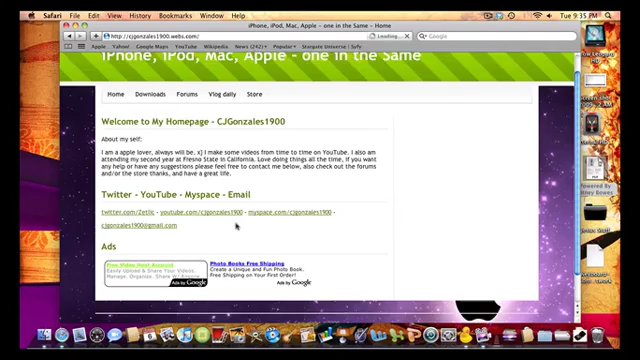 Safari File Edit View History Bookmarks Window Help
Tue 9:35 PM
iPhone, iPod, Mac, Apple - one in the Same - Home
http://cjgonzales1900.webs.com/
Loading...
Google
Apple Yahoo! Google Maps YouTube Wikipedia News (242) Popular Stargate Universe / Syfy
iPhone, iPod, Mac, Apple - one in the Same
Home Downloads Forums Vlog daily Store
Welcome to My Homepage - CJGonzales1900
About my self:
I am a apple lover, always will be. x) I make some videos from time to time on YouTube. I also am
attending my second year at Fresno State in California. Love doing things all the time, if you want
any help or have any suggestions please feel free to contact me below, also check out the forums
and/or the store thanks, and have a great life.
Twitter - YouTube - Myspace - Email
twitter.com/Zetilc - youtube.com/cjgonzales1900 - myspace.com/cjgonzales1900 -
cjgonzales1900@gmail.com
Ads
Free Video Host Account
Easily Upload & Share Your Videos.
Manage, Organize, Share W/
Ads by Google
Photo Books Free Shipping
Create a Unique and Fun Photo Book.
Free Shipping on Your First Order!
Ads by Google
HD
Screen shot
Powered By